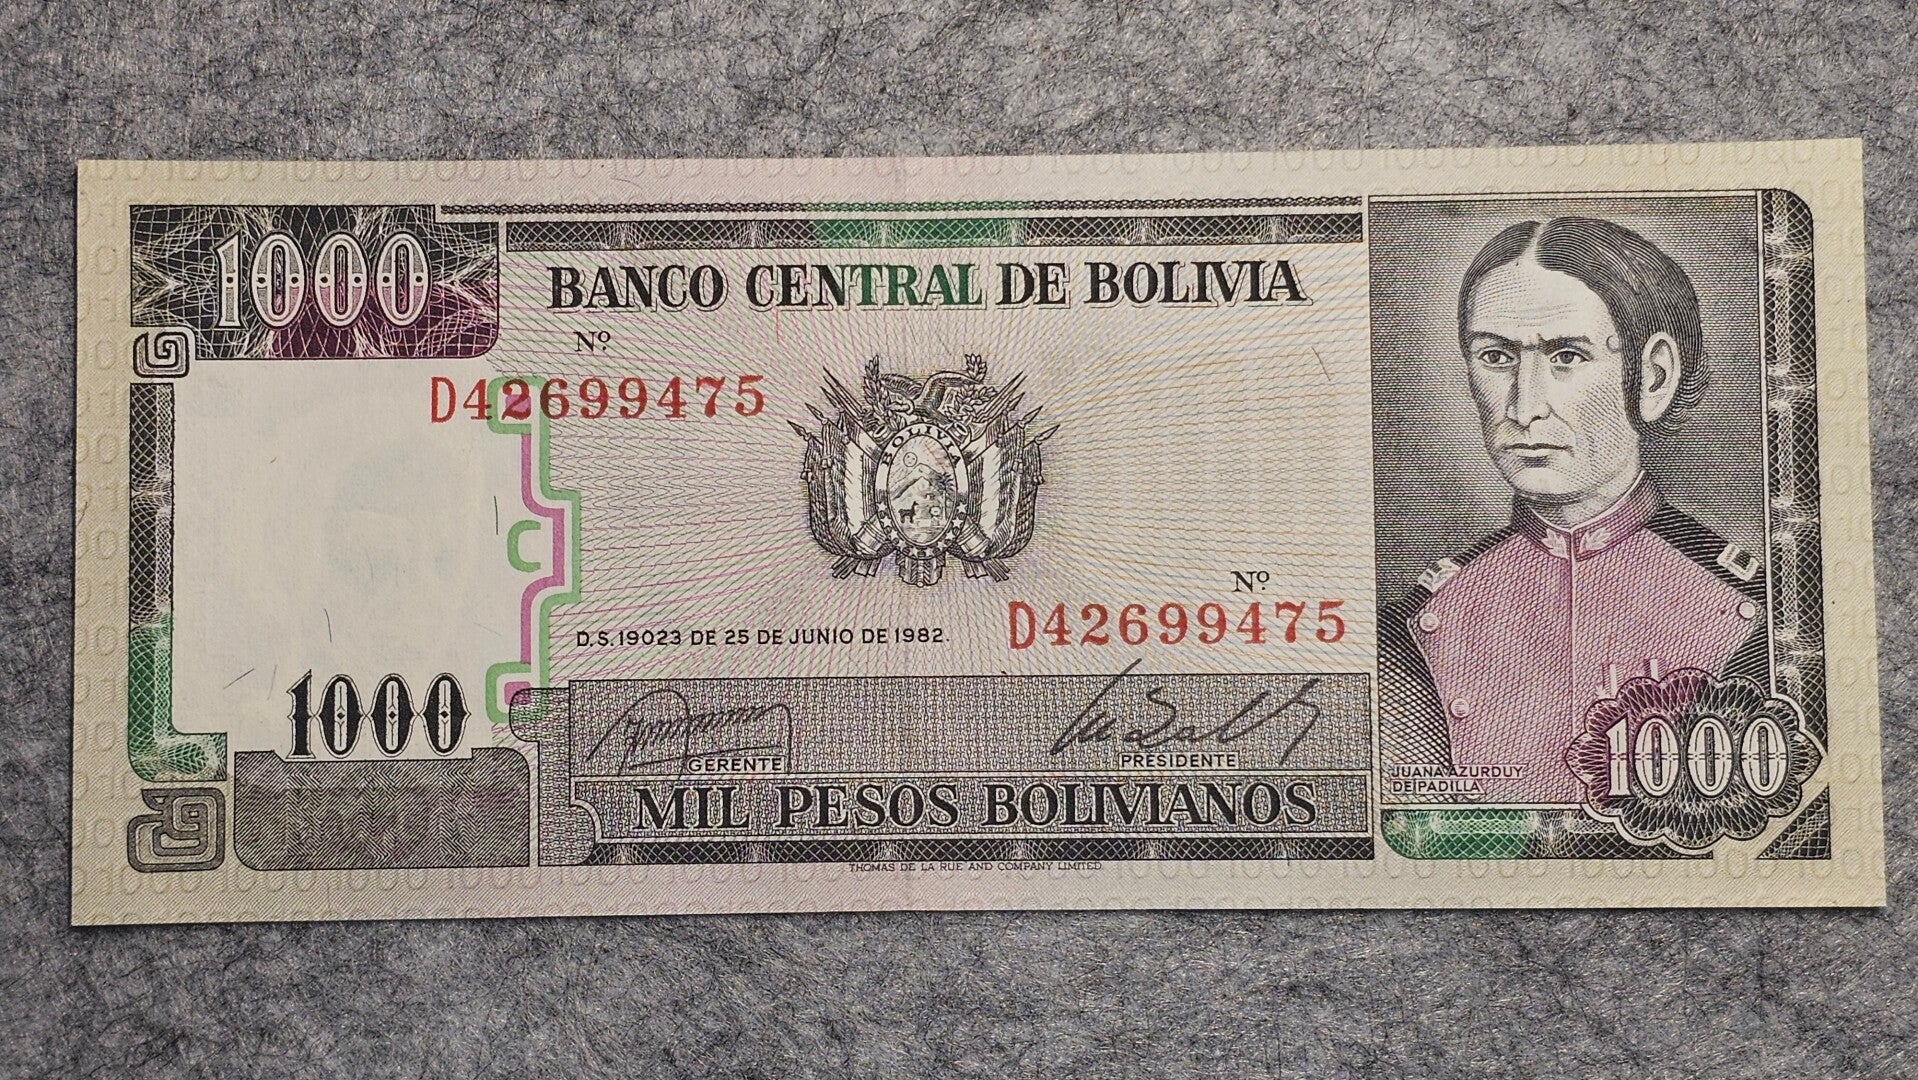 1000
BANCO CENTRAL DE BOLIVIA
Nº
D42699475
BOLIVIA
Nº
D42699475
D.S. 19023 DE 25 DE JUNIO DE 1982.
1000
GERENTE
PRESIDENTE
MIL PESOS BOLIVIANOS
JUANA AZURDUY
DE PADILLA
1000
THOMAS DE LA RUE AND COMPANY LIMITED